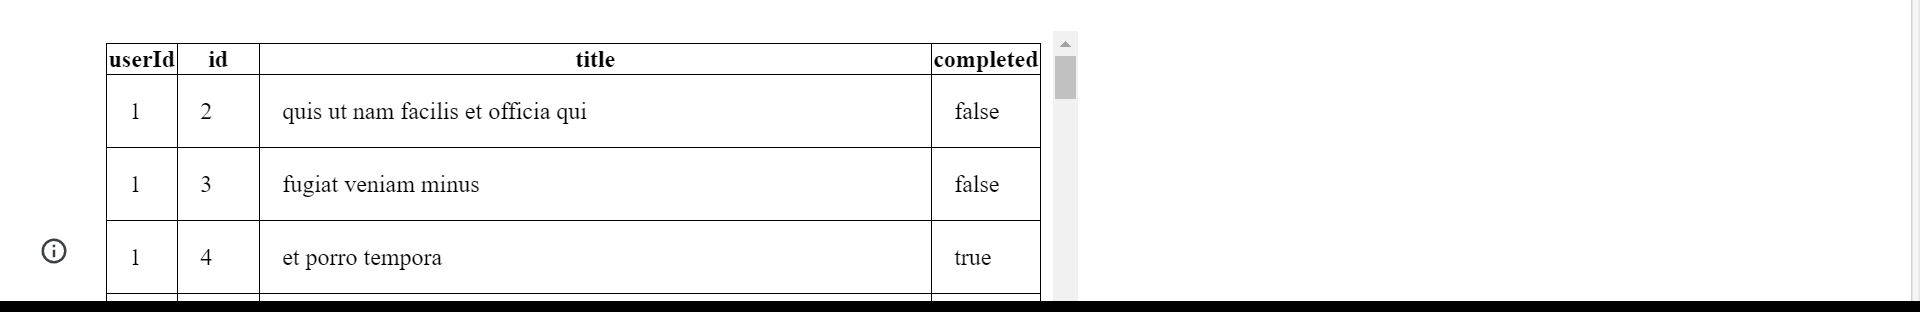 userId id title completed
1 2 quis ut nam facilis et officia qui false
1 3 fugiat veniam minus false
1 4 et porro tempora true